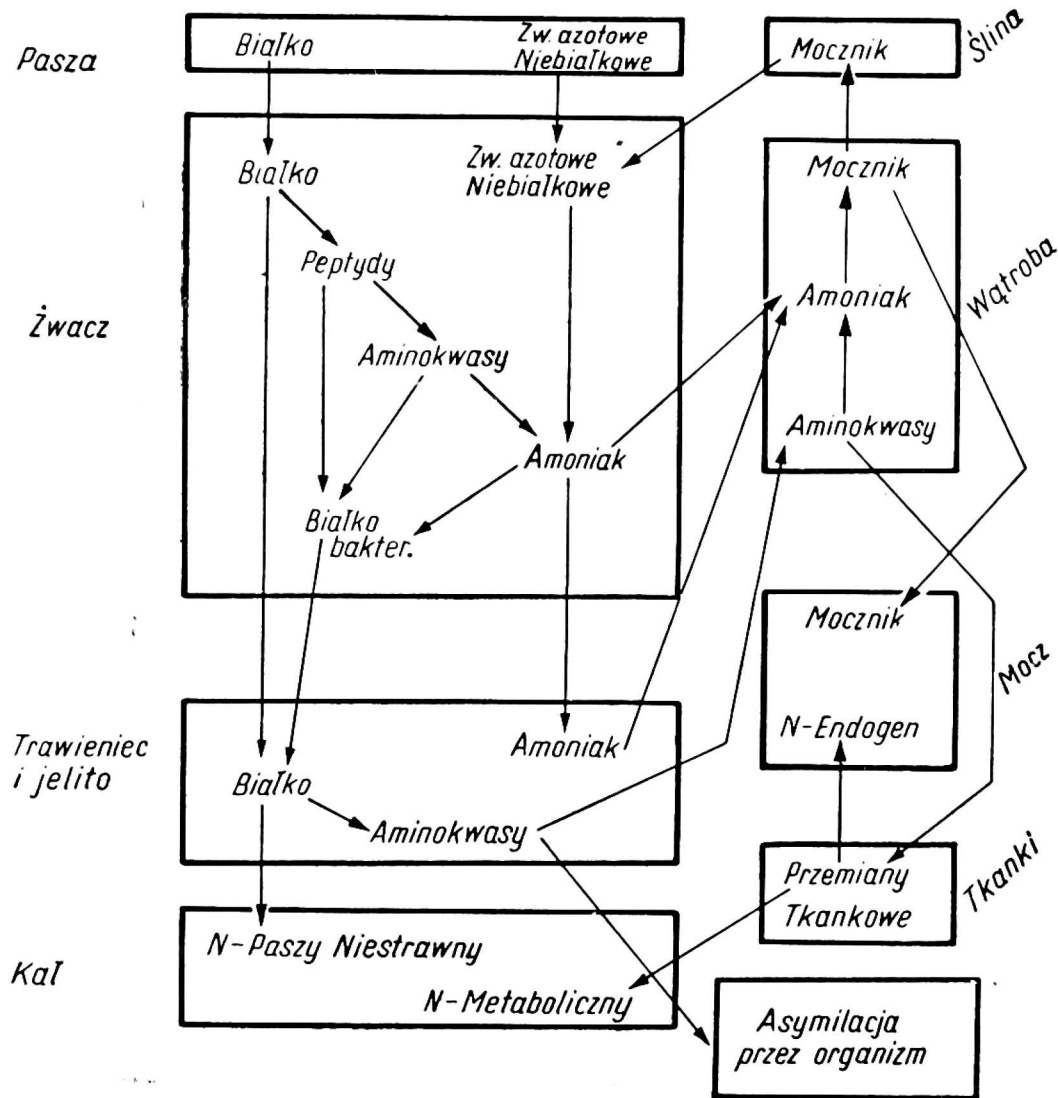 Pasza
Białko
Zw. azotowe
Niebiałkowe
Mocznik
Ślina
Żwacz
Białko
Zw. azotowe
Niebiałkowe
Peptydy
Aminokwasy
Amoniak
Białko
bakter.
Mocznik
Amoniak
Aminokwasy
Wątroba
Mocznik
N-Endogen
Mocz
Trawieniec
i jelito
Białko
Amoniak
Aminokwasy
Przemiany
Tkankowe
Tkanki
Kał
N-Paszy Niestrawny
N-Metaboliczny
Asymilacja
przez organizm